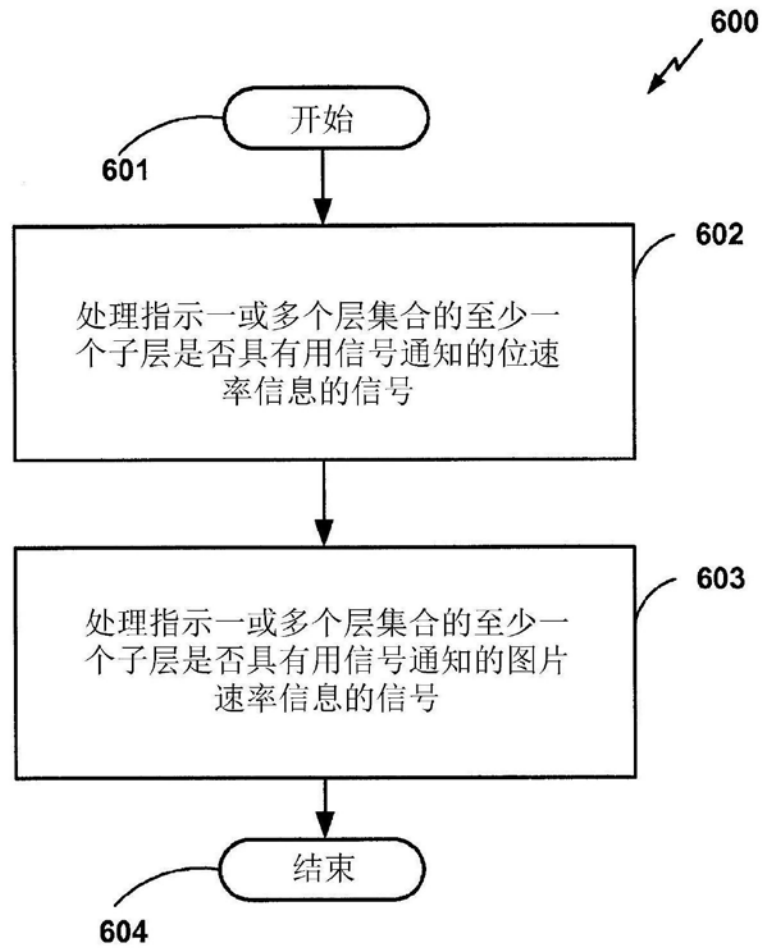 600
开始
601
602
处理指示一或多个层集合的至少一
个子层是否具有用信号通知的位速
率信息的信号
603
处理指示一或多个层集合的至少一
个子层是否具有用信号通知的图片
速率信息的信号
结束
604